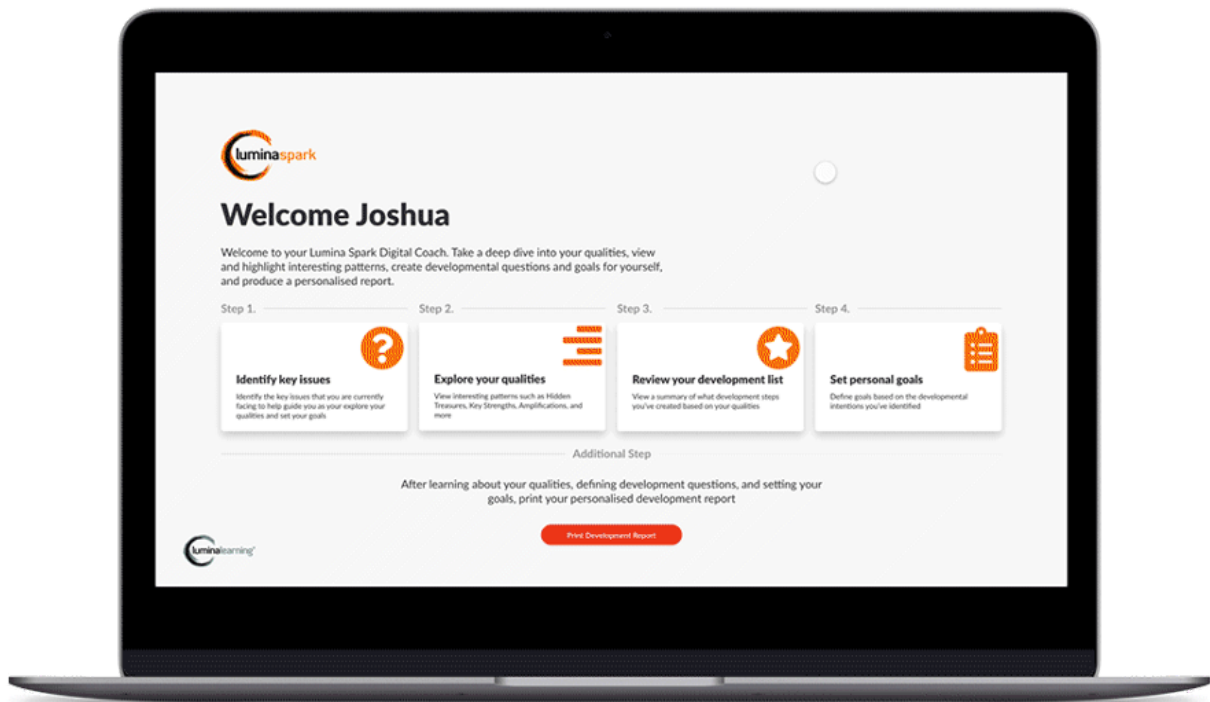 luminaspark
Welcome Joshua
Welcome to your Lumina Spark Digital Coach. Take a deep dive into your qualities, view
and highlight interesting patterns, create developmental questions and goals for yourself,
and produce a personalised report.
Step 1.
Identify key issues
Identify the key issues that you are currently
facing to help guide you as your explore your
qualities and set your goals
Step 2.
Explore your qualities
View interesting patterns such as Hidden
Treasures, Key Strengths, Amplifications, and
more
Step 3.
Review your development list
View a summary of what development steps
you've created based on your qualities
Step 4.
Set personal goals
Define goals based on the developmental
intentions you've identified
Additional Step
After learning about your qualities, defining development questions, and setting your
goals, print your personalised development report
Print Development Report
luminalearning